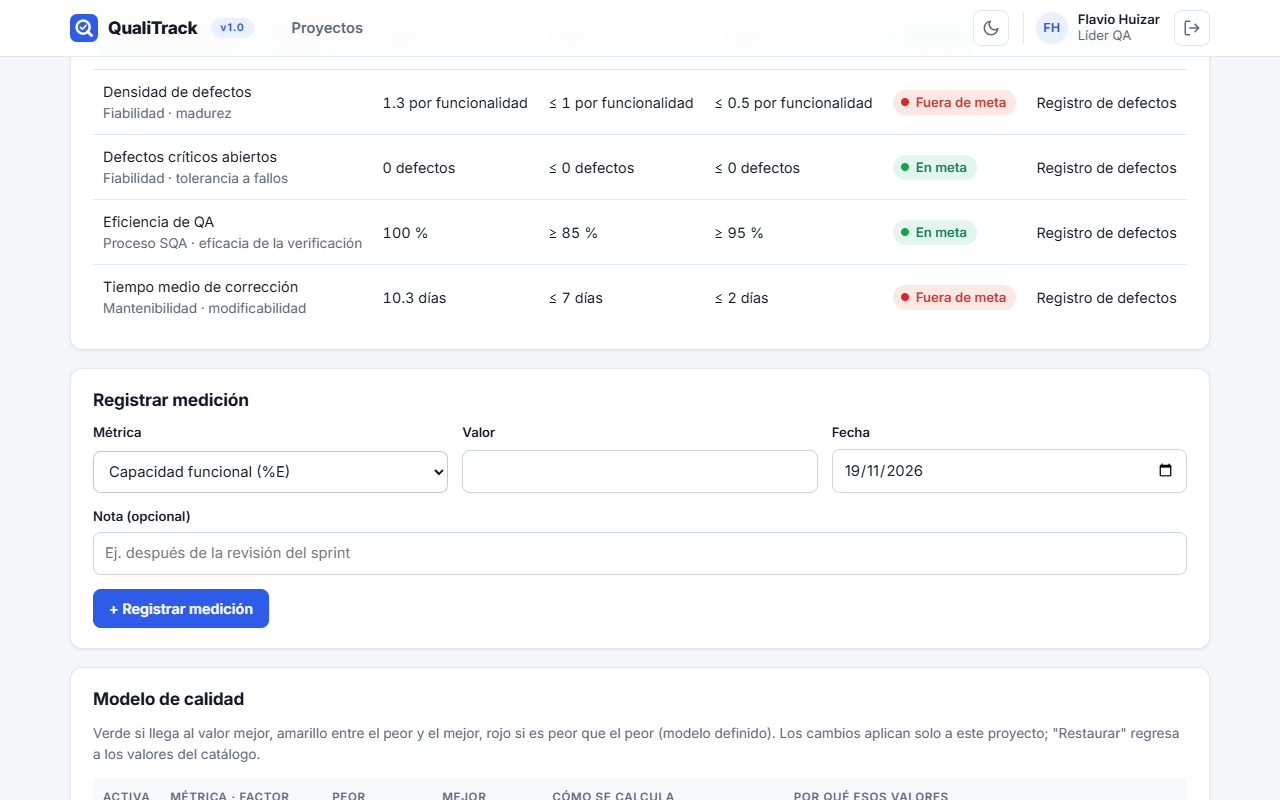 QualiTrack v1.0 Proyectos FH Flavio Huizar
Líder QA
Densidad de defectos
Fiabilidad · madurez
1.3 por funcionalidad ≤ 1 por funcionalidad ≤ 0.5 por funcionalidad Fuera de meta Registro de defectos
Defectos críticos abiertos
Fiabilidad · tolerancia a fallos
0 defectos ≤ 0 defectos ≤ 0 defectos En meta Registro de defectos
Eficiencia de QA
Proceso SQA · eficacia de la verificación
100 % ≥ 85 % ≥ 95 % En meta Registro de defectos
Tiempo medio de corrección
Mantenibilidad · modificabilidad
10.3 días ≤ 7 días ≤ 2 días Fuera de meta Registro de defectos
Registrar medición
Métrica Valor Fecha
Capacidad funcional (%E) 19/11/2026
Nota (opcional)
Ej. después de la revisión del sprint
+ Registrar medición
Modelo de calidad
Verde si llega al valor mejor, amarillo entre el peor y el mejor, rojo si es peor que el peor (modelo definido). Los cambios aplican solo a este proyecto; "Restaurar" regresa
a los valores del catálogo.
ACTIVA MÉTRICA · FACTOR PEOR MEJOR CÓMO SE CALCULA POR QUÉ ESOS VALORES